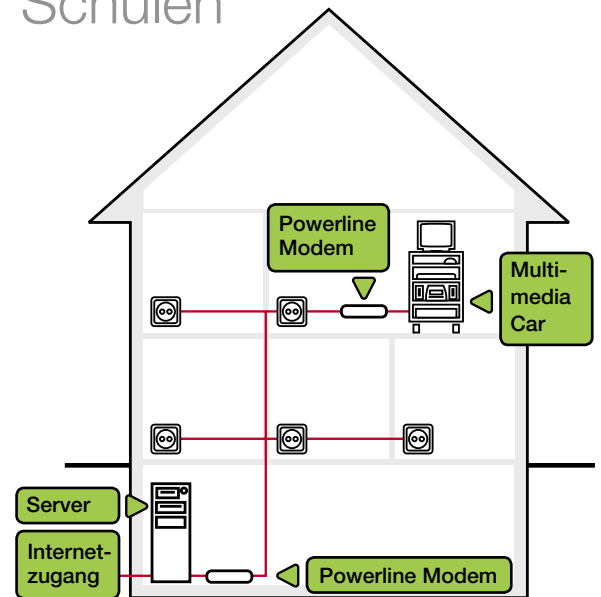 Schulen
Powerline
Modem
Multi-
media
Car
Server
Internet-
zugang
Powerline Modem